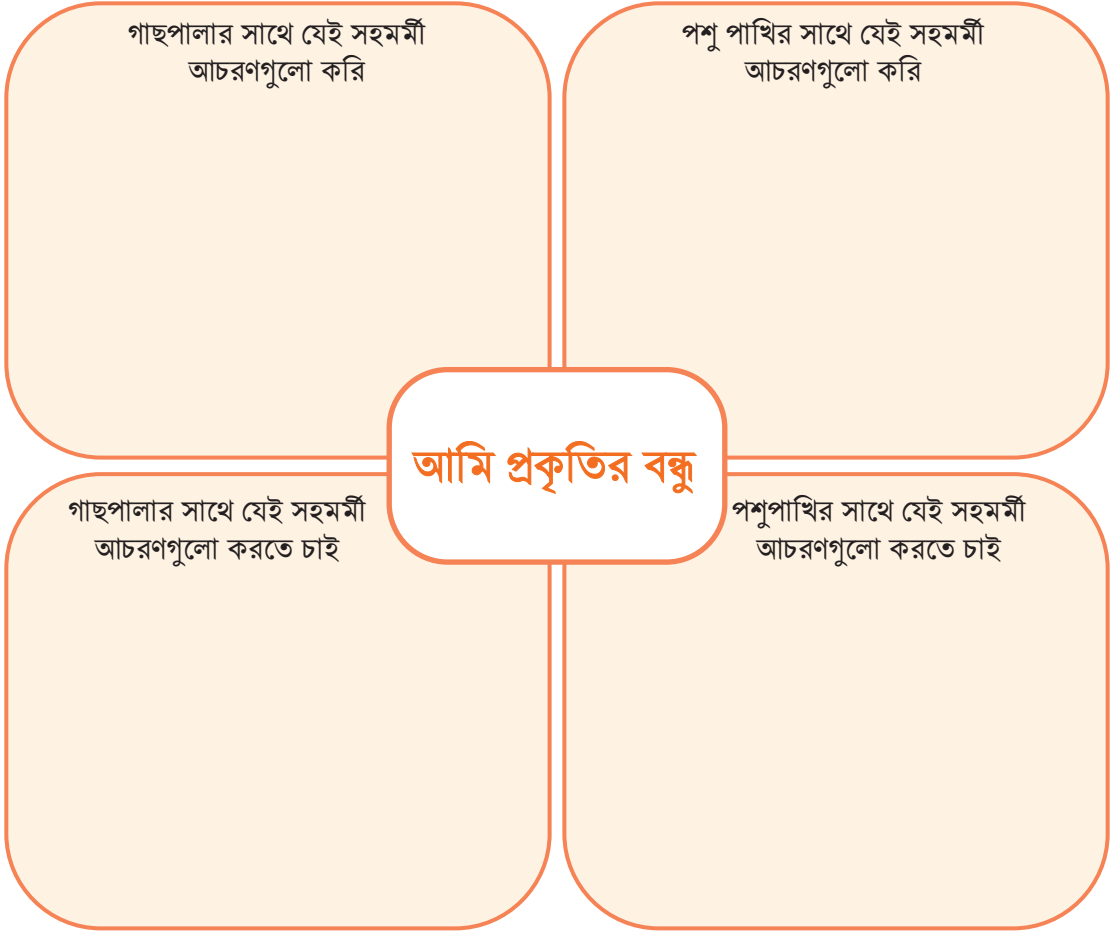 গাছপালার সাথে যেই সহমর্মী
আচরণগুলো করি
পশু পাখির সাথে যেই সহমর্মী
আচরণগুলো করি
আমি প্রকৃতির বন্ধু
গাছপালার সাথে যেই সহমর্মী
আচরণগুলো করতে চাই
পশুপাখির সাথে যেই সহমর্মী
আচরণগুলো করতে চাই